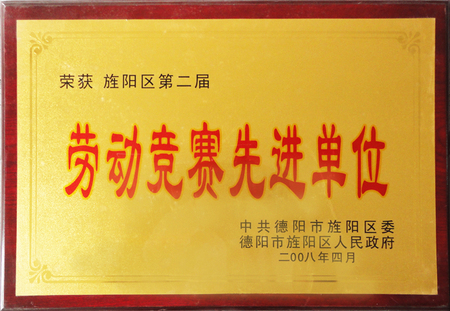 荣获 旌阳区第二届
劳动竞赛先进单位
中共德阳市旌阳区委
德阳市旌阳区人民政府
二00八年四月